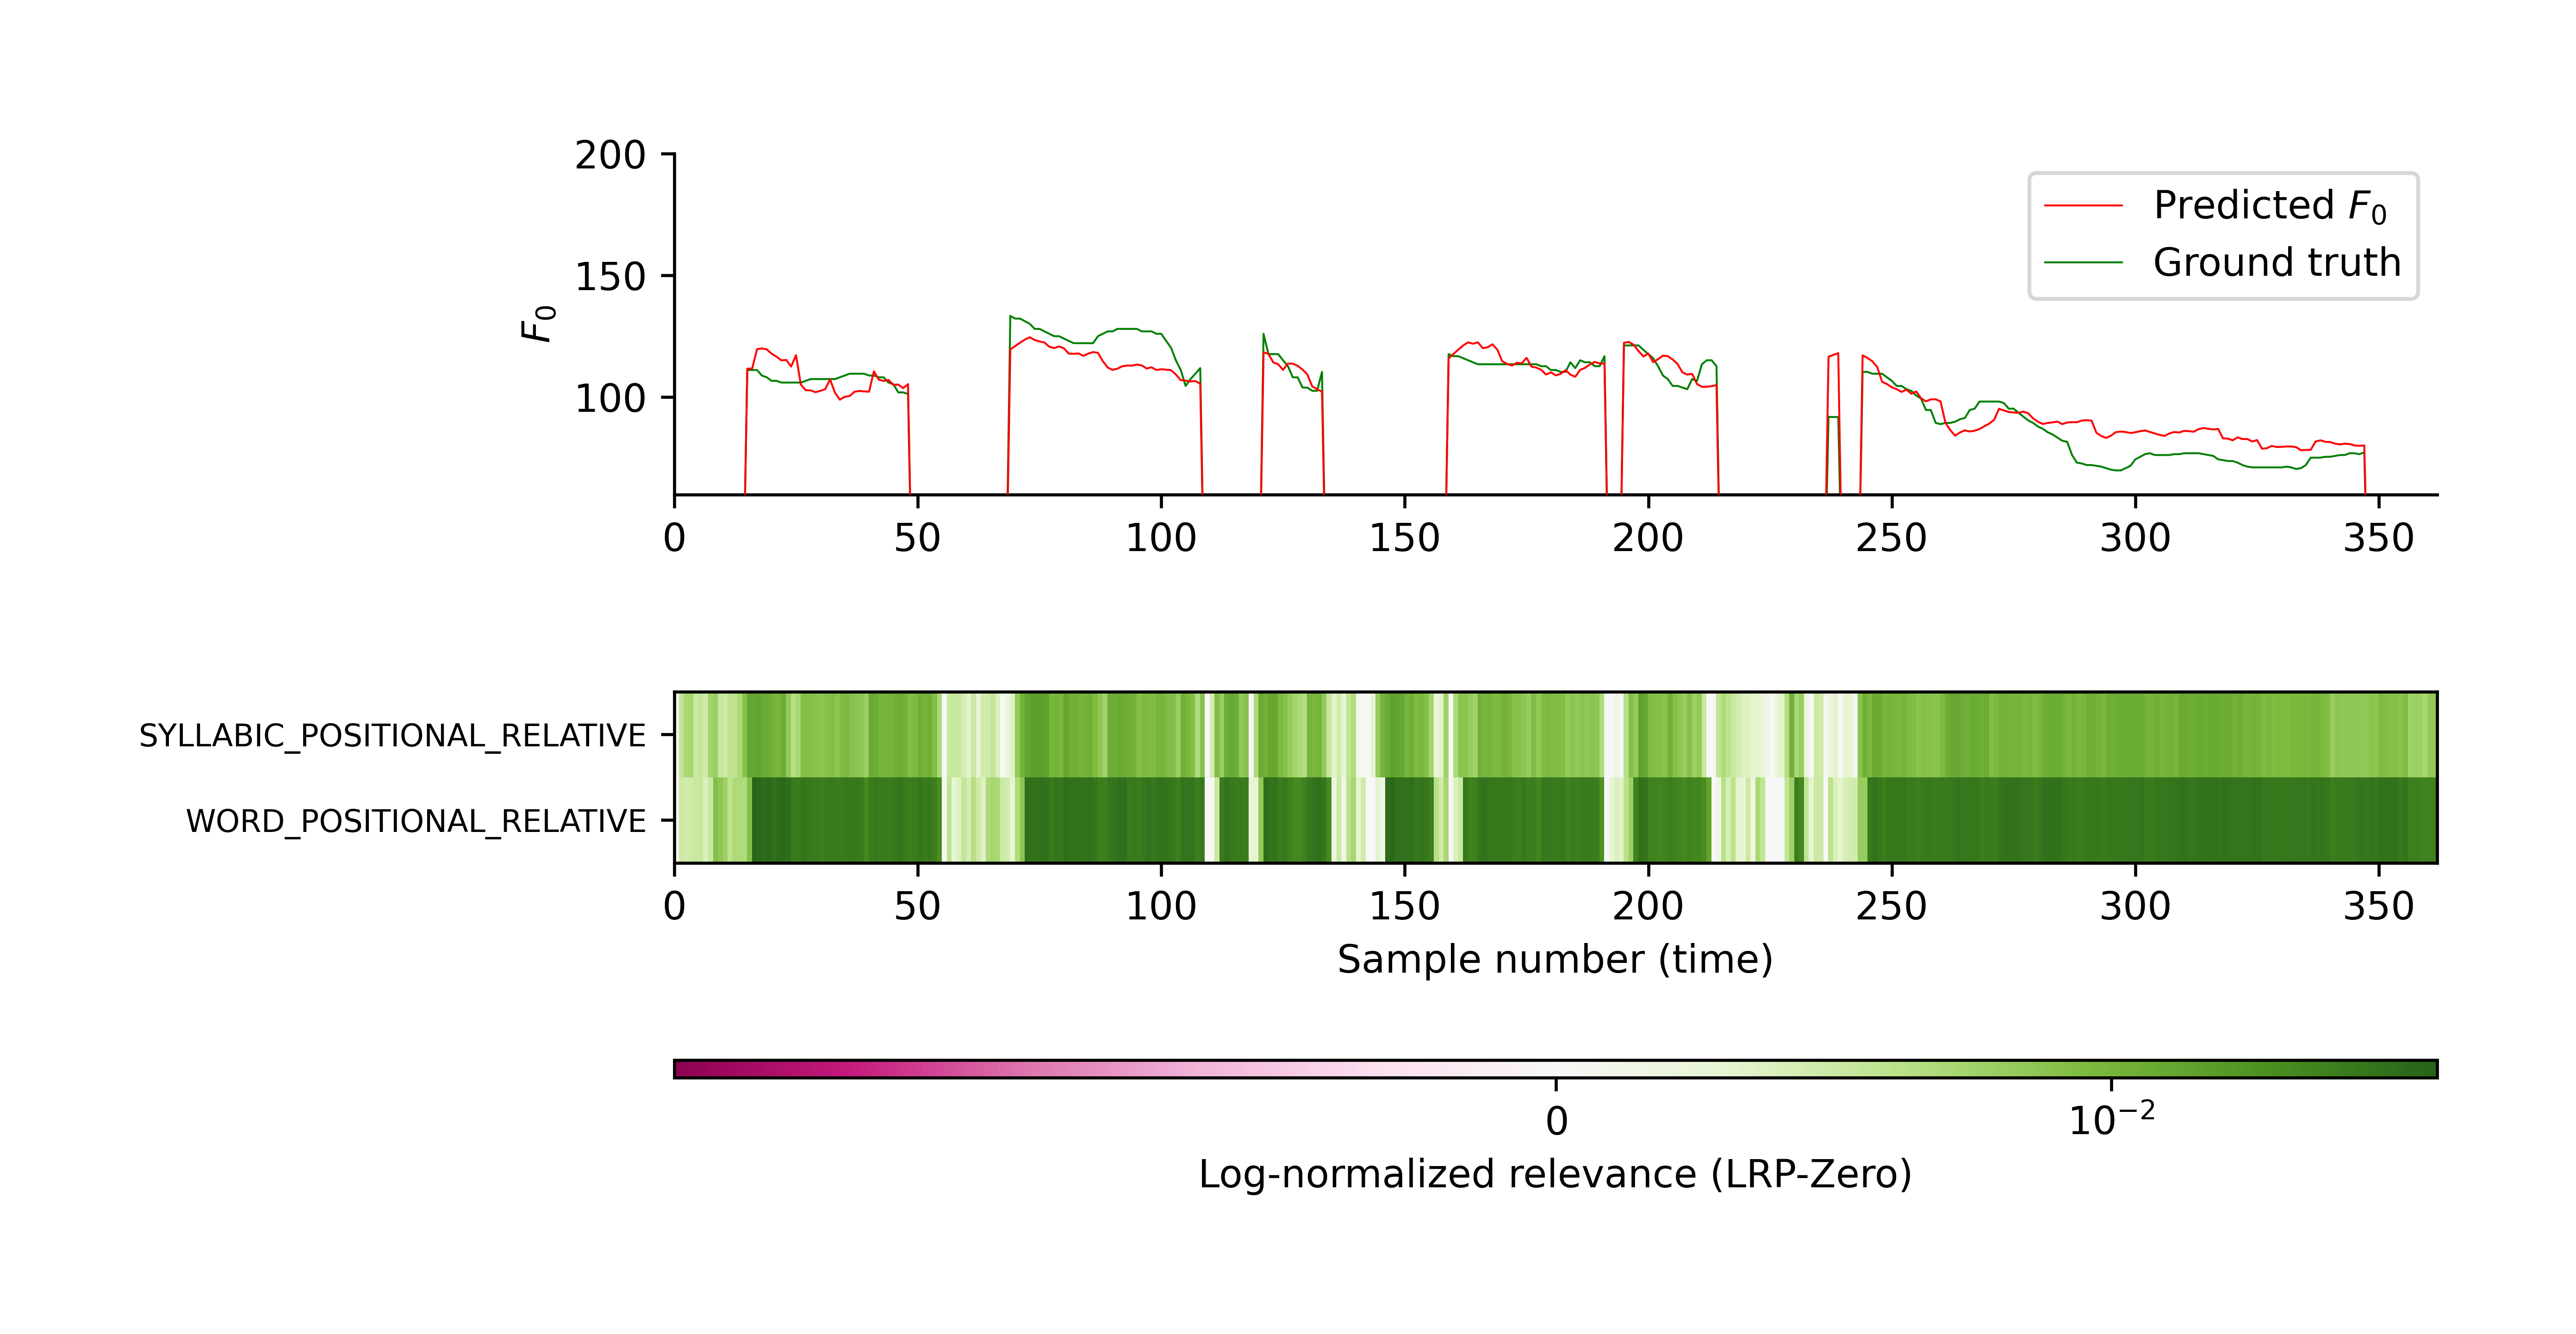 200
150
100
F₀
Predicted F₀
Ground truth
0 50 100 150 200 250 300 350
SYLLABIC_POSITIONAL_RELATIVE
WORD_POSITIONAL_RELATIVE
0 50 100 150 200 250 300 350
Sample number (time)
0 10⁻²
Log-normalized relevance (LRP-Zero)